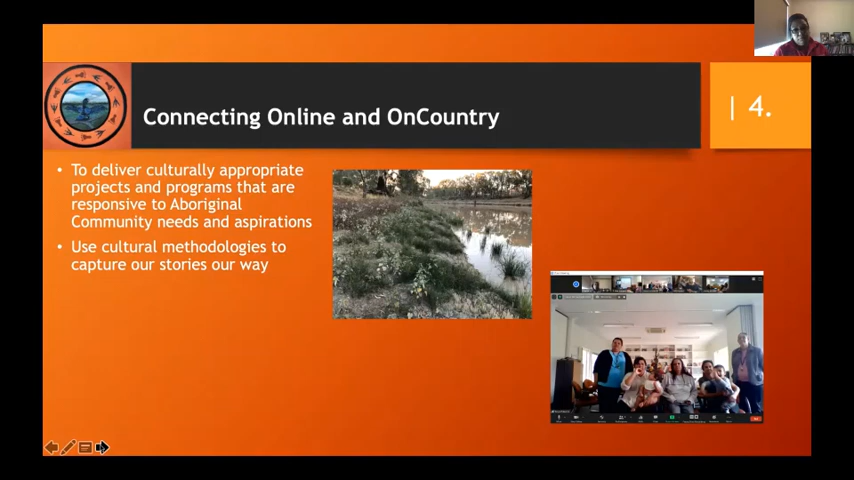 Connecting Online and OnCountry
| 4.
• To deliver culturally appropriate
projects and programs that are
responsive to Aboriginal
Community needs and aspirations
• Use cultural methodologies to
capture our stories our way